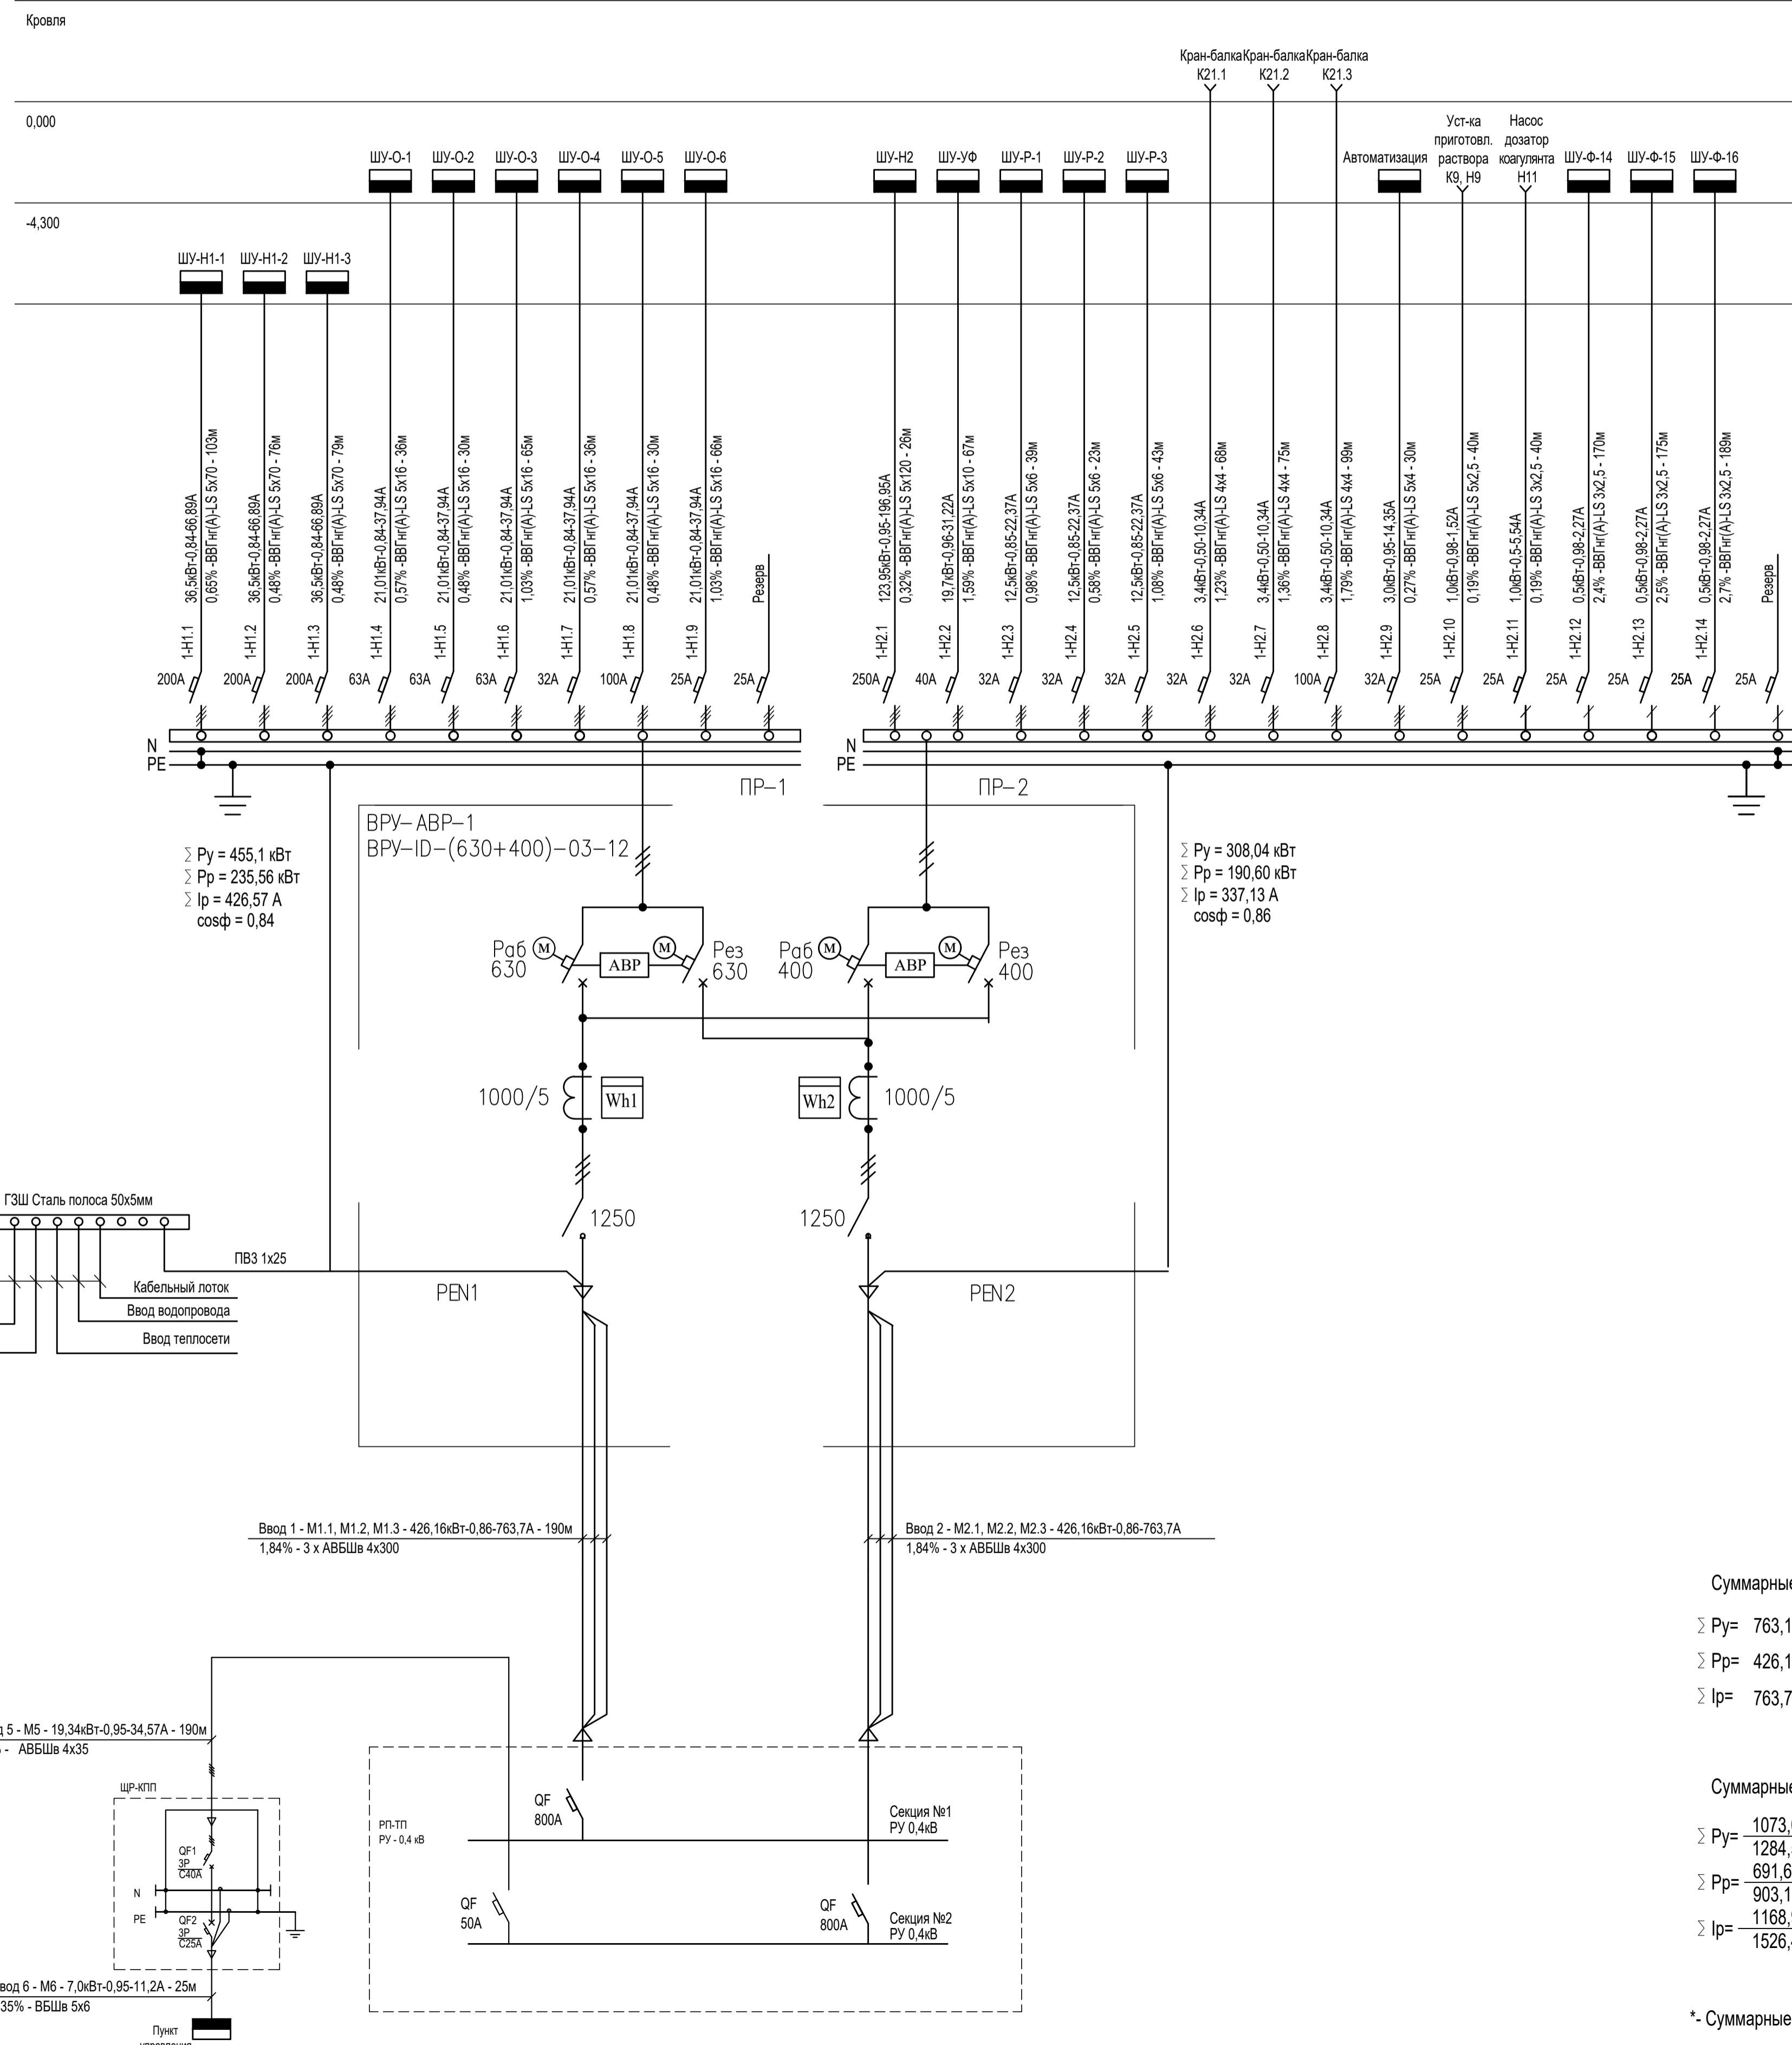 Кровля
Кран-балка Кран-балка Кран-балка
К21.1 К21.2 К21.3
0,000
Уст-ка
приготовл.
раствора
К9, Н9
Насос
дозатор
коагулянта
Н11
ШУ-О-1 ШУ-О-2 ШУ-О-3 ШУ-О-4 ШУ-О-5 ШУ-О-6
ШУ-Н2 ШУ-УФ ШУ-Р-1 ШУ-Р-2 ШУ-Р-3
Автоматизация
ШУ-Ф-14 ШУ-Ф-15 ШУ-Ф-16
-4,300
ШУ-Н1-1 ШУ-Н1-2 ШУ-Н1-3
1-Н1.1
36,5кВт-0,84-66,89А
0,65% -ВВГнг(А)-LS 5x70 - 103м
1-Н1.2
36,5кВт-0,84-66,89А
0,48% -ВВГнг(А)-LS 5x70 - 76м
1-Н1.3
36,5кВт-0,84-66,89А
0,48% -ВВГнг(А)-LS 5x70 - 79м
1-Н1.4
21,01кВт-0,84-37,94А
0,57% -ВВГнг(А)-LS 5x16 - 36м
1-Н1.5
21,01кВт-0,84-37,94А
0,48% -ВВГнг(А)-LS 5x16 - 30м
1-Н1.6
21,01кВт-0,84-37,94А
1,03% -ВВГнг(А)-LS 5x16 - 65м
1-Н1.7
21,01кВт-0,84-37,94А
0,57% -ВВГнг(А)-LS 5x16 - 36м
1-Н1.8
21,01кВт-0,84-37,94А
0,48% -ВВГнг(А)-LS 5x16 - 30м
1-Н1.9
21,01кВт-0,84-37,94А
1,03% -ВВГнг(А)-LS 5x16 - 66м
Резерв
1-Н2.1
123,95кВт-0,95-196,95А
0,32% -ВВГнг(А)-LS 5x120 - 26м
1-Н2.2
19,7кВт-0,96-31,22А
1,59% -ВВГнг(А)-LS 5x10 - 67м
1-Н2.3
12,5кВт-0,85-22,37А
0,98% -ВВГнг(А)-LS 5x6 - 39м
1-Н2.4
12,5кВт-0,85-22,37А
0,58% -ВВГнг(А)-LS 5x6 - 23м
1-Н2.5
12,5кВт-0,85-22,37А
1,08% -ВВГнг(А)-LS 5x6 - 43м
1-Н2.6
3,4кВт-0,50-10,34А
1,23% -ВВГнг(А)-LS 4x4 - 68м
1-Н2.7
3,4кВт-0,50-10,34А
1,36% -ВВГнг(А)-LS 4x4 - 75м
1-Н2.8
3,4кВт-0,50-10,34А
1,79% -ВВГнг(А)-LS 4x4 - 99м
1-Н2.9
3,0кВт-0,95-14,35А
0,27% -ВВГнг(А)-LS 5x4 - 30м
1-Н2.10
1,0кВт-0,98-1,52А
0,19% -ВВГнг(А)-LS 5x2,5 - 40м
1-Н2.11
1,0кВт-0,5-5,54А
0,19% -ВВГнг(А)-LS 3x2,5 - 40м
1-Н2.12
0,5кВт-0,98-2,27А
2,4% -ВВГнг(А)-LS 3x2,5 - 170м
1-Н2.13
0,5кВт-0,98-2,27А
2,5% -ВВГнг(А)-LS 3x2,5 - 175м
1-Н2.14
0,5кВт-0,98-2,27А
2,7% -ВВГнг(А)-LS 3x2,5 - 189м
Резерв
200А 200А 200А 63А 63А 63А 32А 100А 25А 25А
250А 40А 32А 32А 32А 32А 32А 100А 32А 25А 25А 25А 25А 25А 25А
N
PE
N
PE
ПР-1
ПР-2
ВРУ-АВР-1
ВРУ-ID-(630+400)-03-12
∑ Ру = 455,1 кВт
∑ Рр = 235,56 кВт
∑ Iр = 426,57 А
cosф = 0,84
∑ Ру = 308,04 кВт
∑ Рр = 190,60 кВт
∑ Iр = 337,13 А
cosф = 0,86
Раб
630
М
АВР
М
Рез
630
Раб
400
М
АВР
М
Рез
400
1000/5
Wh1
Wh2
1000/5
1250
1250
ГЗШ Сталь полоса 50х5мм
ПВ3 1х25
Кабельный лоток
Ввод водопровода
Ввод теплосети
PEN1
PEN2
Ввод 1 - М1.1, М1.2, М1.3 - 426,16кВт-0,86-763,7А - 190м
1,84% - 3 х АВБШв 4х300
Ввод 2 - М2.1, М2.2, М2.3 - 426,16кВт-0,86-763,7А
1,84% - 3 х АВБШв 4х300
Суммарные
∑ Ру= 763,1
∑ Рр= 426,1
∑ Iр= 763,7
д 5 - М5 - 19,34кВт-0,95-34,57А - 190м
- АВБШв 4х35
ЩР-КПП
QF1
3P
C40A
N
PE
QF2
3P
C25A
вод 6 - М6 - 7,0кВт-0,95-11,2А - 25м
35% - ВБШв 5х6
Пункт
управления
РП-ТП
РУ - 0,4 кВ
QF
800А
Секция №1
РУ 0,4кВ
QF
50А
QF
800А
Секция №2
РУ 0,4кВ
Суммарные
∑ Ру= 1073,
1284,
∑ Рр= 691,6
903,1
∑ Iр= 1168,
1526,
*- Суммарные